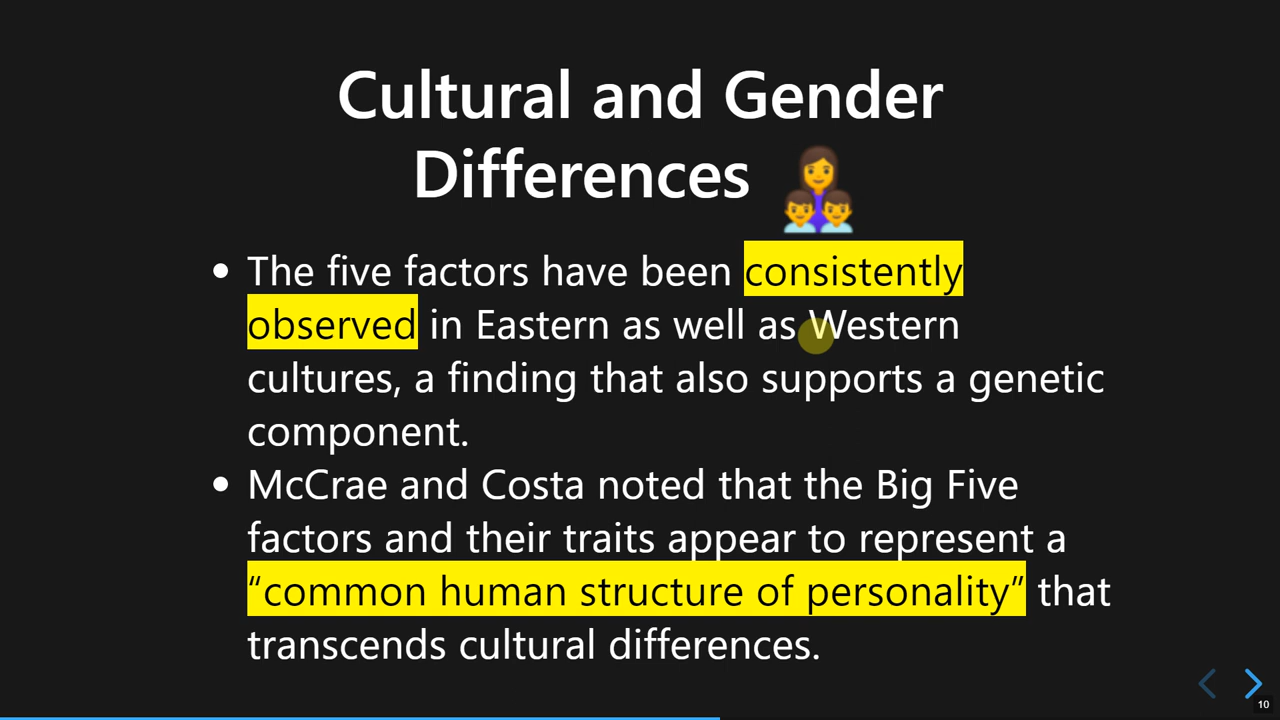 Cultural and Gender
Differences
The five factors have been consistently
observed in Eastern as well as Western
cultures, a finding that also supports a genetic
component.
McCrae and Costa noted that the Big Five
factors and their traits appear to represent a
“common human structure of personality” that
transcends cultural differences.
10